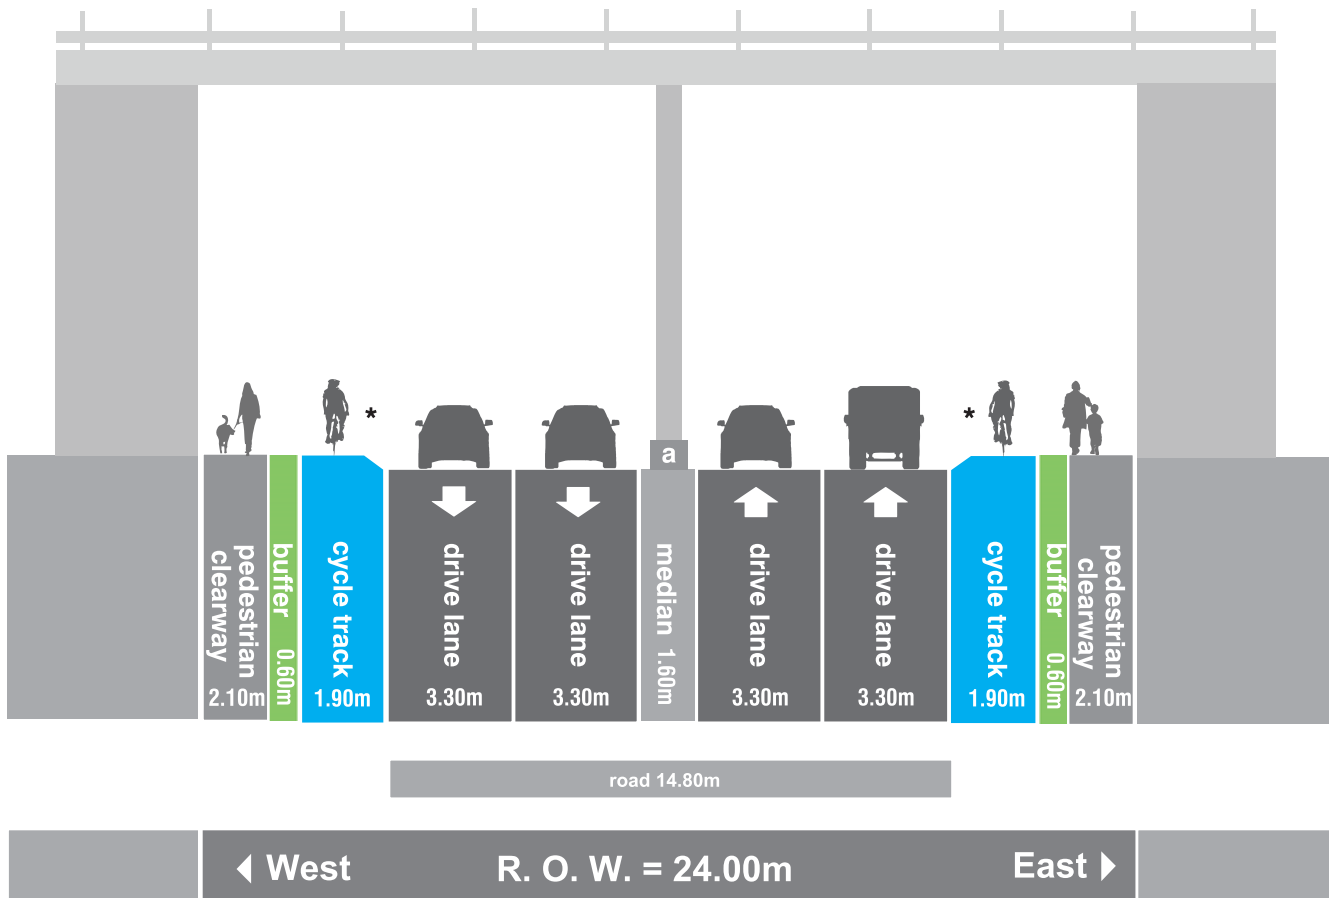 *
*
a
pedestrian
clearway
2.10m
buffer 0.60m
cycle track
1.90m
drive lane
3.30m
drive lane
3.30m
median 1.60m
drive lane
3.30m
drive lane
3.30m
cycle track
1.90m
buffer 0.60m
pedestrian
clearway
2.10m
road 14.80m
West
R. O. W. = 24.00m
East